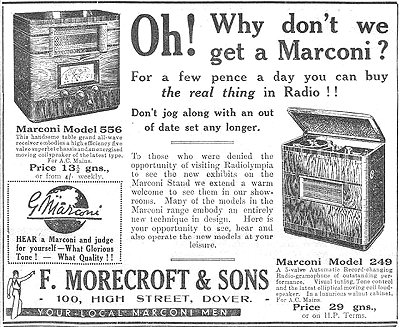 Oh! Why don't we
get a Marconi?
For a few pence a day you can buy
the real thing in Radio!!
Don't jog along with an out
of date set any longer.
Marconi Model 556
This handsome table grand all-wave
receiver embodies a high efficiency five
valve superhet chassis and an energised
moving coil speaker of the latest type.
For A.C. Mains.
Price 13½ gns.,
or from 4/- weekly.
G. Marconi
HEAR a Marconi and judge
for yourself—What Glorious
Tone! — What Quality!!
To those who were denied the
opportunity of visiting Radiolympia
to see the new exhibits on the
Marconi Stand we extend a warm
welcome to see them in our show-
rooms. Many of the models in the
Marconi range embody an entirely
new technique in design. Here is
your opportunity to see, hear and
also operate the new models at your
leisure.
Marconi Model 249
A 5-valve Automatic Record-changing
Radio-gramophone of outstanding per-
formance. Visual tuning, Tone control
and the latest elliptical moving coil loud-
speaker. In a luxurious walnut cabinet,
For A.C. Mains.
Price 29 gns.,
or on H.P. Terms.
F. MORECROFT & SONS
100, HIGH STREET, DOVER.
YOUR LOCAL MARCONI MEN